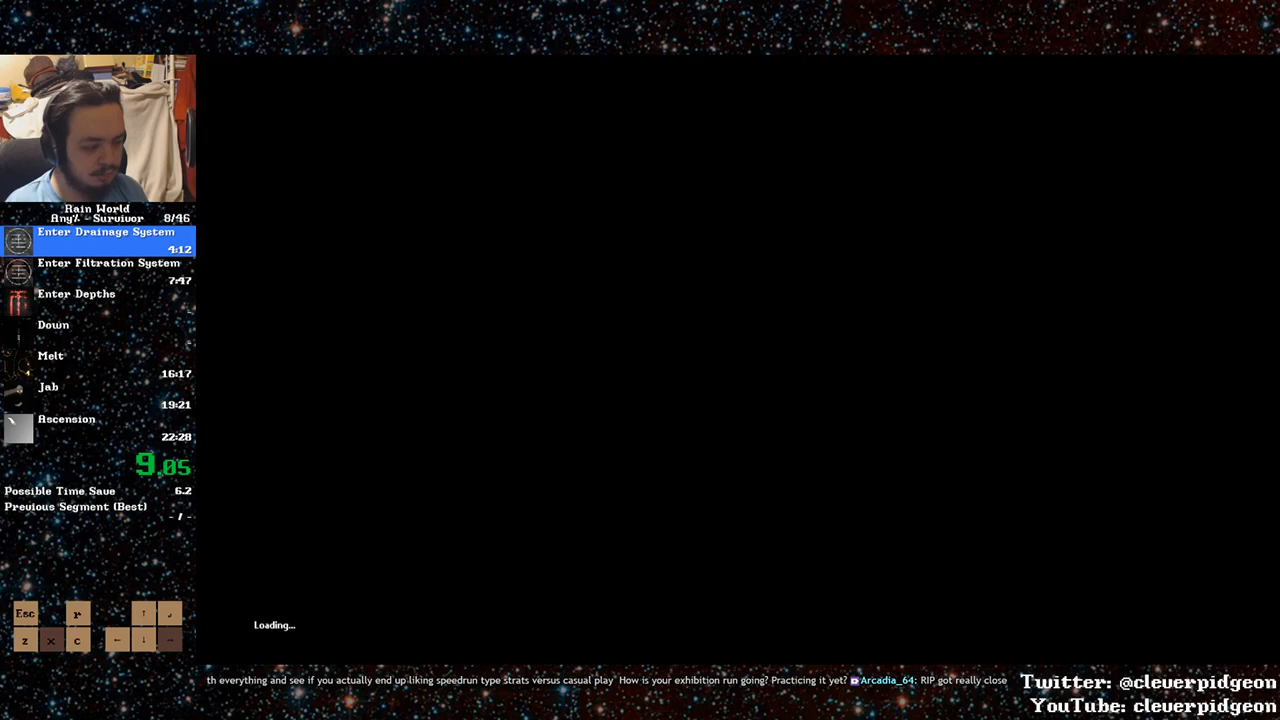 Rain World
Any% - Survivor 8/46
Enter Drainage System
4:12
Enter Filtration System
7:47
Enter Depths
-
Down
-
Melt
16:17
Jab
19:21
Ascension
22:28
9.05
Possible Time Save 6.2
Previous Segment (Best)
- / -
Loading...
Esc r ↑ ↲
z x c ← ↓ →
th everything and see if you actually end up liking speedrun type strats versus casual play` How is your exhibition run going? Practicing it yet? Arcadia_64: RIP got really close
Twitter: @cleverpidgeon
YouTube: cleverpidgeon